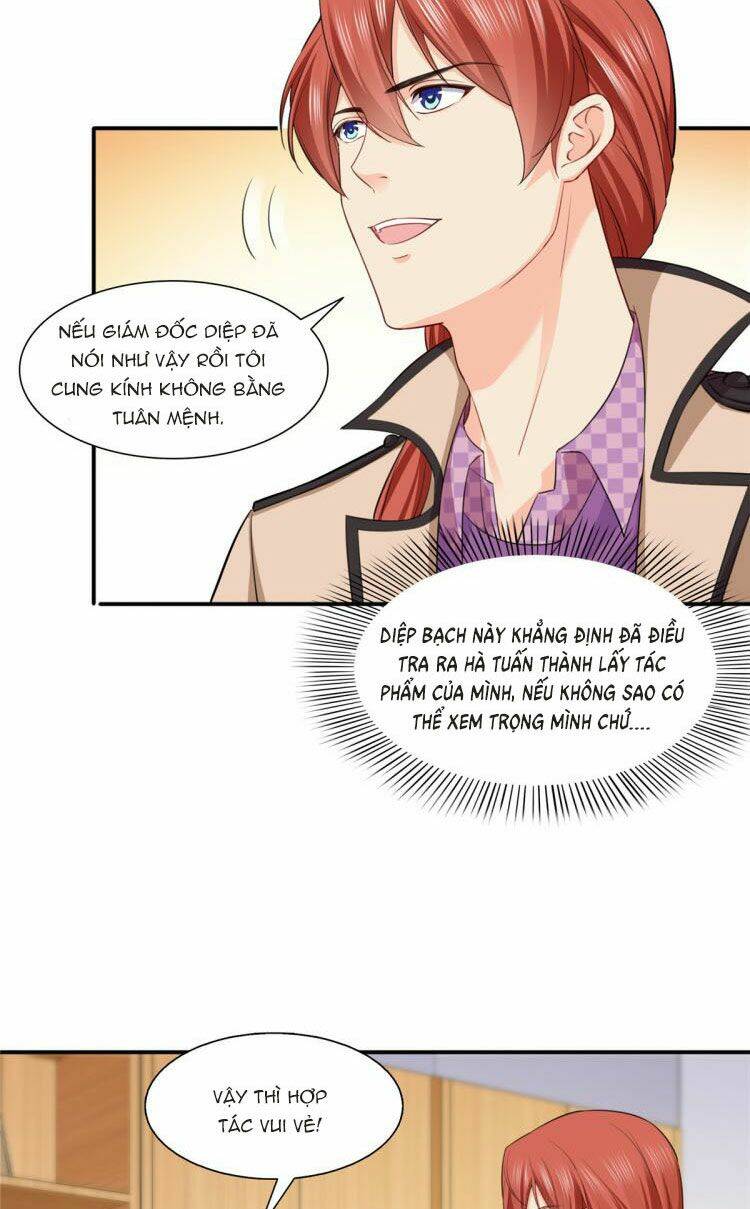 NẾU GIÁM ĐỐC DIỆP ĐÃ
NÓI NHƯ VẬY RỒI TÔI
CUNG KÍNH KHÔNG BẰNG
TUÂN MỆNH.
DIỆP BẠCH NÀY KHẲNG ĐỊNH ĐÃ ĐIỀU
TRA RA HÀ TUẤN THÀNH LẤY TÁC
PHẨM CỦA MÌNH, NẾU KHÔNG SAO CÓ
THỂ XEM TRỌNG MÌNH CHỨ....
VẬY THÌ HỢP
TÁC VUI VẺ!